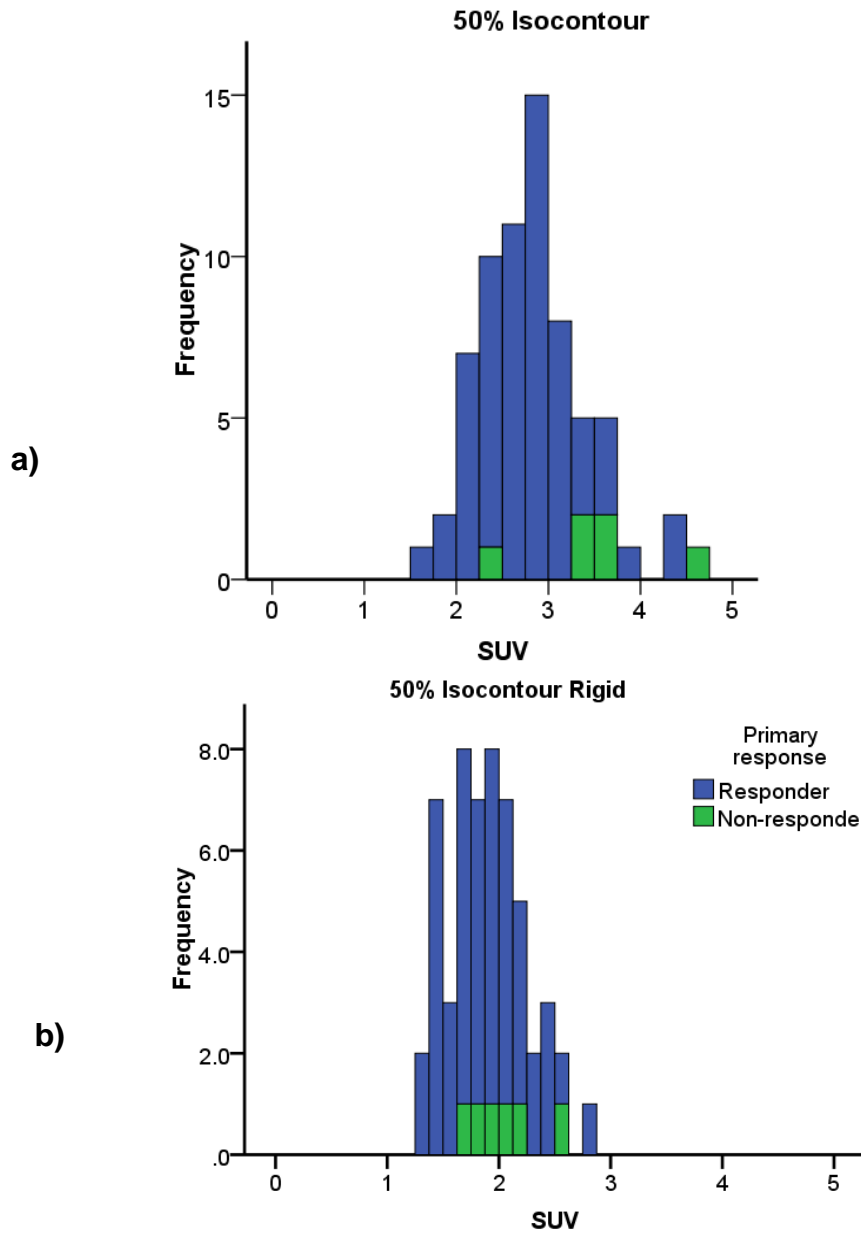 50% Isocontour
15
10
5
0
Frequency
a)
0 1 2 3 4 5
SUV
50% Isocontour Rigid
Primary
response
Responder
Non-responde
8.0
6.0
4.0
2.0
.0
Frequency
b)
0 1 2 3 4 5
SUV